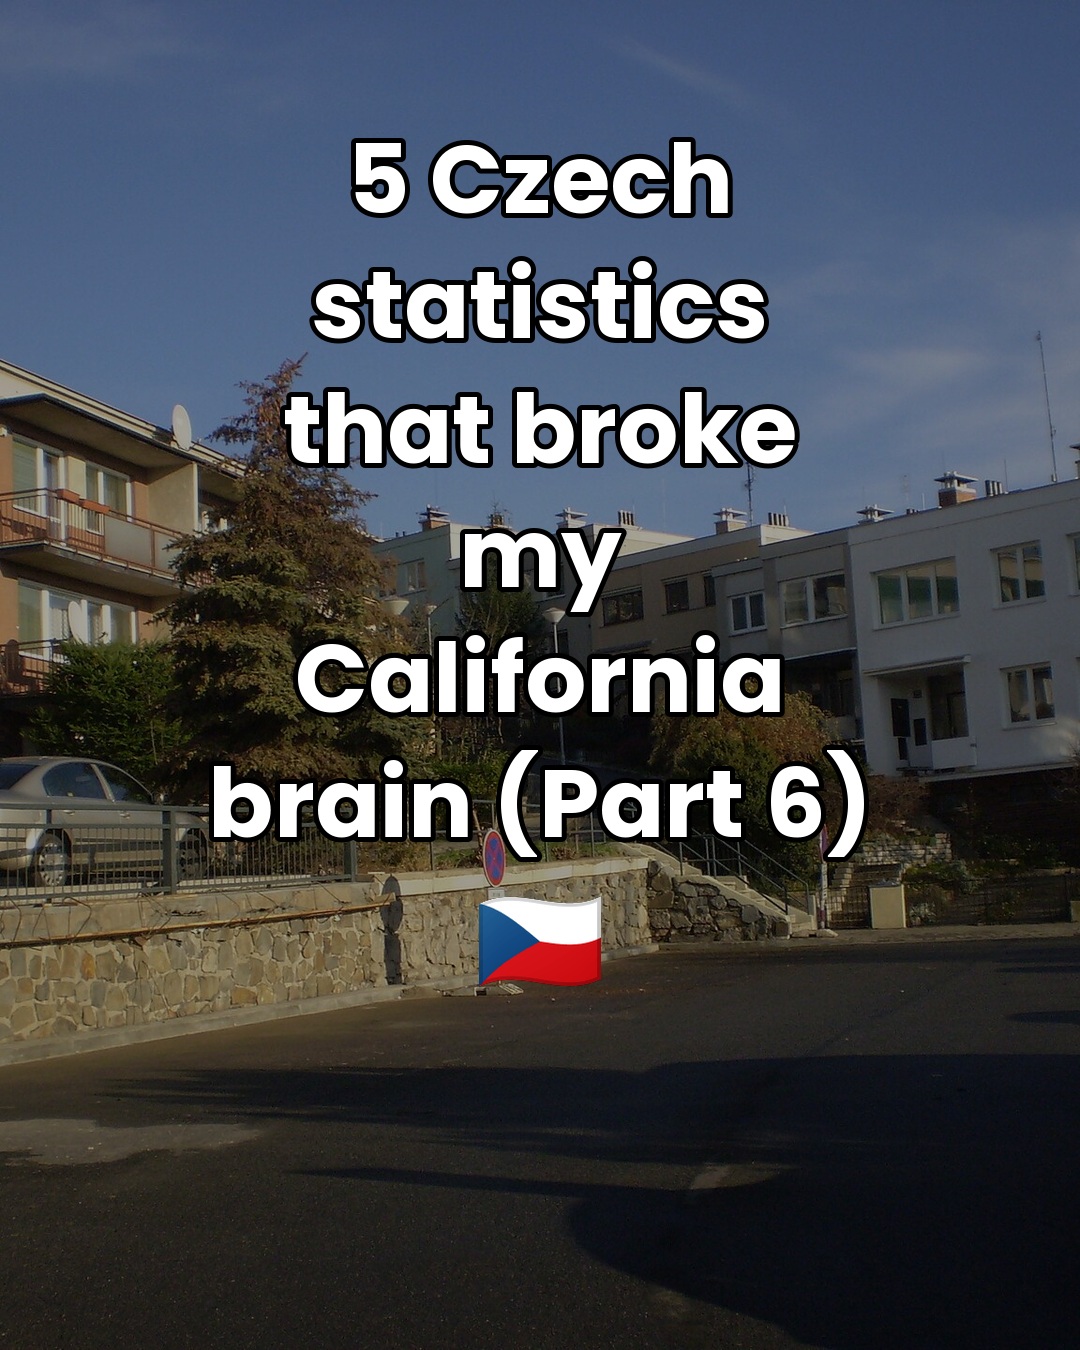 5 Czech
statistics
that broke
my
California
brain (Part 6)
🇨🇿